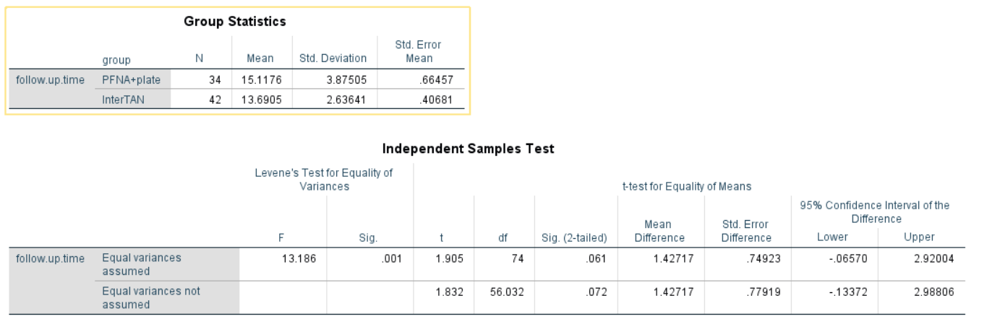 Group Statistics
group N Mean Std. Deviation Std. Error Mean
follow.up.time PFNA+plate 34 15.1176 3.87505 .66457
InterTAN 42 13.6905 2.63641 .40681
Independent Samples Test
Levene's Test for Equality of Variances
t-test for Equality of Means
F Sig. t df Sig. (2-tailed) Mean Difference Std. Error Difference 95% Confidence Interval of the Difference
Lower Upper
follow.up.time Equal variances assumed 13.186 .001 1.905 74 .061 1.42717 .74923 -.06570 2.92004
Equal variances not assumed 1.832 56.032 .072 1.42717 .77919 -.13372 2.98806